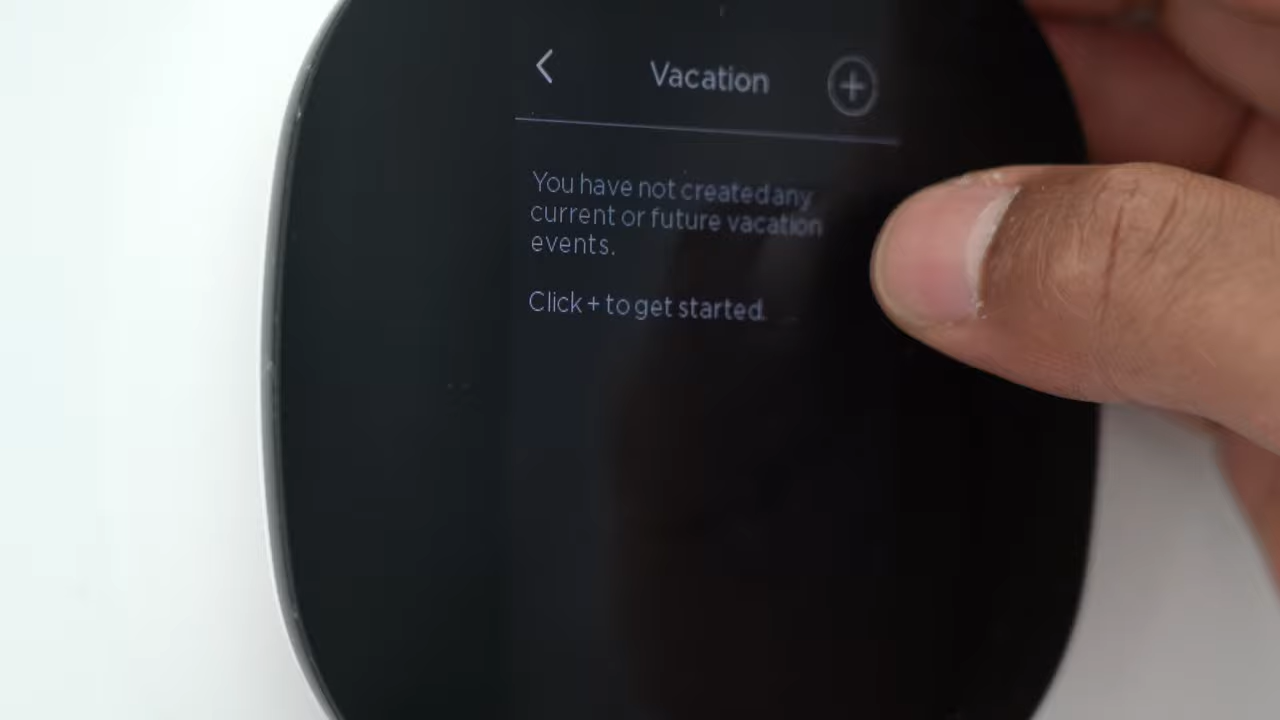 Vacation
You have not created any
current or future vacation
events.
Click + to get started.